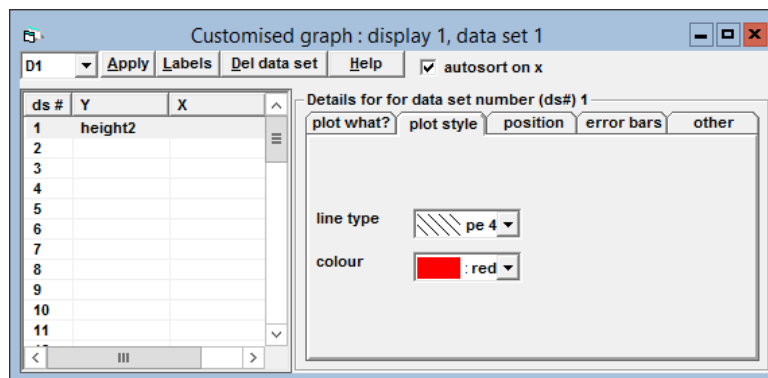 Customised graph : display 1, data set 1
D1 Apply Labels Del data set Help autosort on x
ds # Y X
1 height2
2
3
4
5
6
7
8
9
10
11
Details for for data set number (ds#) 1
plot what? plot style position error bars other
line type pe 4
colour : red